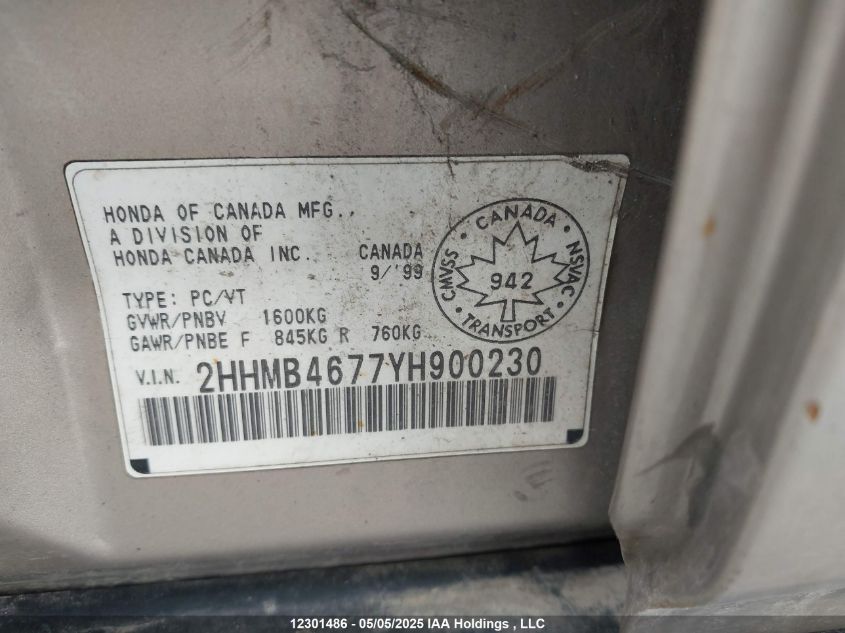 HONDA OF CANADA MFG.,
A DIVISION OF
HONDA CANADA INC. CANADA
9/'99
TYPE: PC/VT
GVWR/PNBV 1600KG
GAWR/PNBE F 845KG R 760KG
V.I.N. 2HHMB4677YH900230
CANADA
CMVSS
NSVAC
942
TRANSPORT
12301486 - 05/05/2025 IAA Holdings , LLC